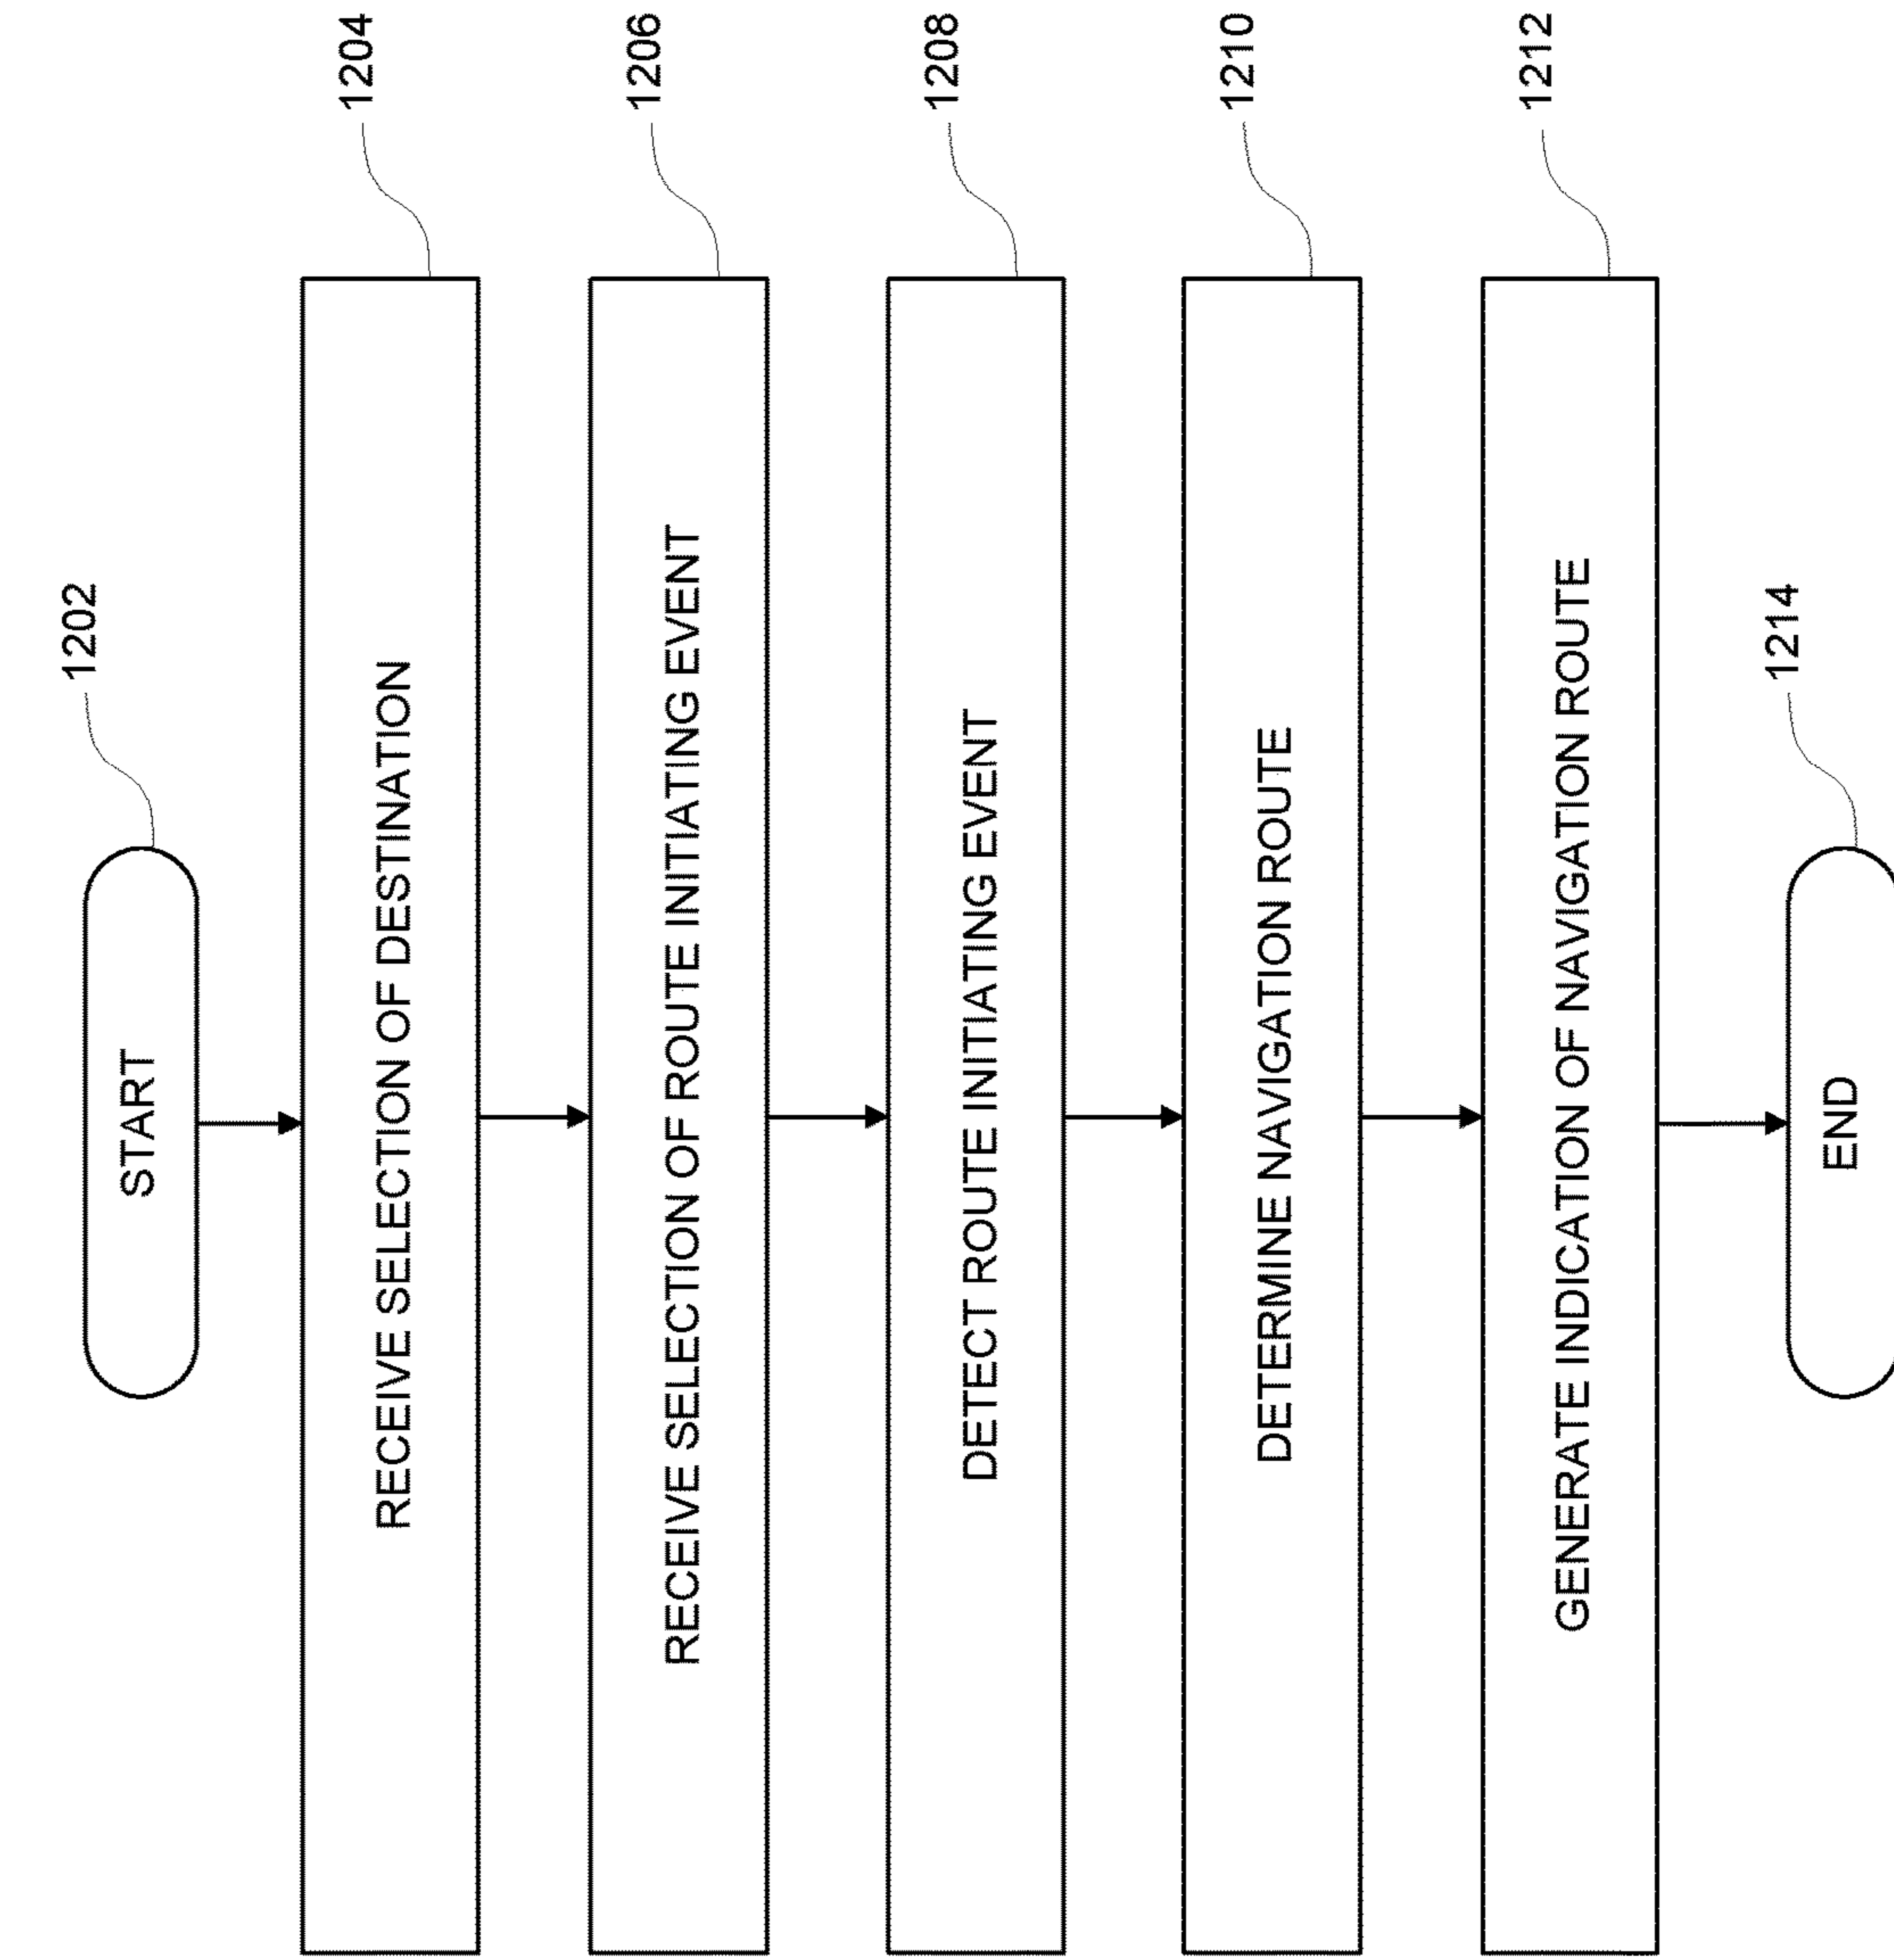 START
1202
RECEIVE SELECTION OF DESTINATION
1204
RECEIVE SELECTION OF ROUTE INITIATING EVENT
1206
DETECT ROUTE INITIATING EVENT
1208
DETERMINE NAVIGATION ROUTE
1210
GENERATE INDICATION OF NAVIGATION ROUTE
1212
END
1214